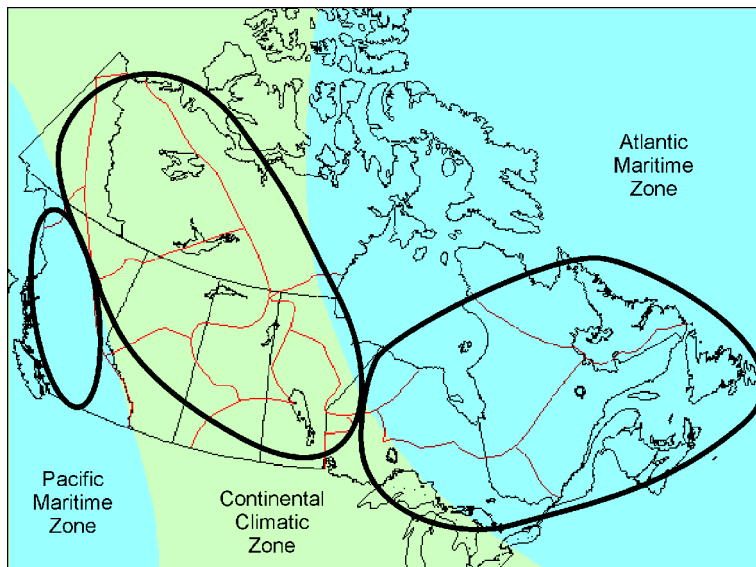 Atlantic
Maritime
Zone
Pacific
Maritime
Zone
Continental
Climatic
Zone